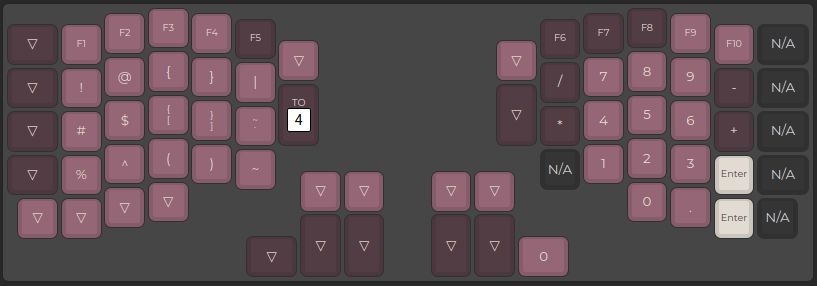 ▽ F1 F2 F3 F4 F5 ▽ ▽ F6 F7 F8 F9 F10 N/A
▽ ! @ { } | / 7 8 9 - N/A
TO
4
▽ # $ {
[ }
] ~
. ▽ * 4 5 6 + N/A
▽ % ^ ( ) ~ N/A 1 2 3 Enter N/A
▽ ▽ ▽ ▽ ▽ ▽ ▽ ▽ 0 . Enter N/A
▽ ▽ ▽ ▽ ▽ 0